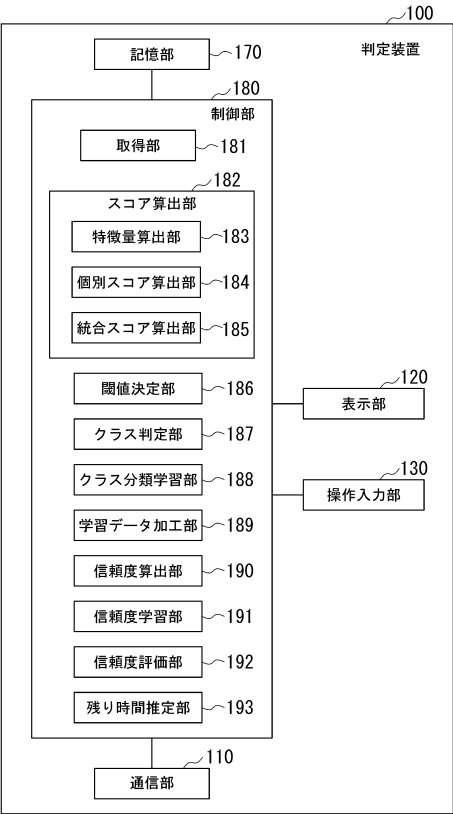 100
判定装置
記憶部 170
180
制御部
取得部 181
182
スコア算出部
特徴量算出部 183
個別スコア算出部 184
統合スコア算出部 185
閾値決定部 186
クラス判定部 187
クラス分類学習部 188
学習データ加工部 189
信頼度算出部 190
信頼度学習部 191
信頼度評価部 192
残り時間推定部 193
120
表示部
130
操作入力部
110
通信部